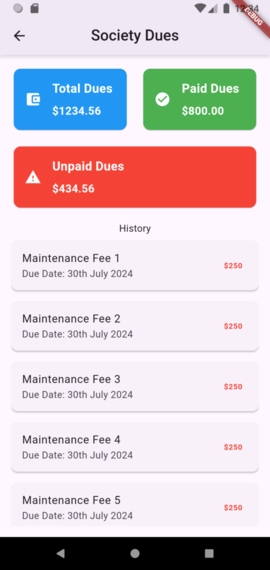 12:34
DEBUG
Society Dues
Total Dues
$1234.56
Paid Dues
$800.00
Unpaid Dues
$434.56
History
Maintenance Fee 1
Due Date: 30th July 2024
$250
Maintenance Fee 2
Due Date: 30th July 2024
$250
Maintenance Fee 3
Due Date: 30th July 2024
$250
Maintenance Fee 4
Due Date: 30th July 2024
$250
Maintenance Fee 5
Due Date: 30th July 2024
$250